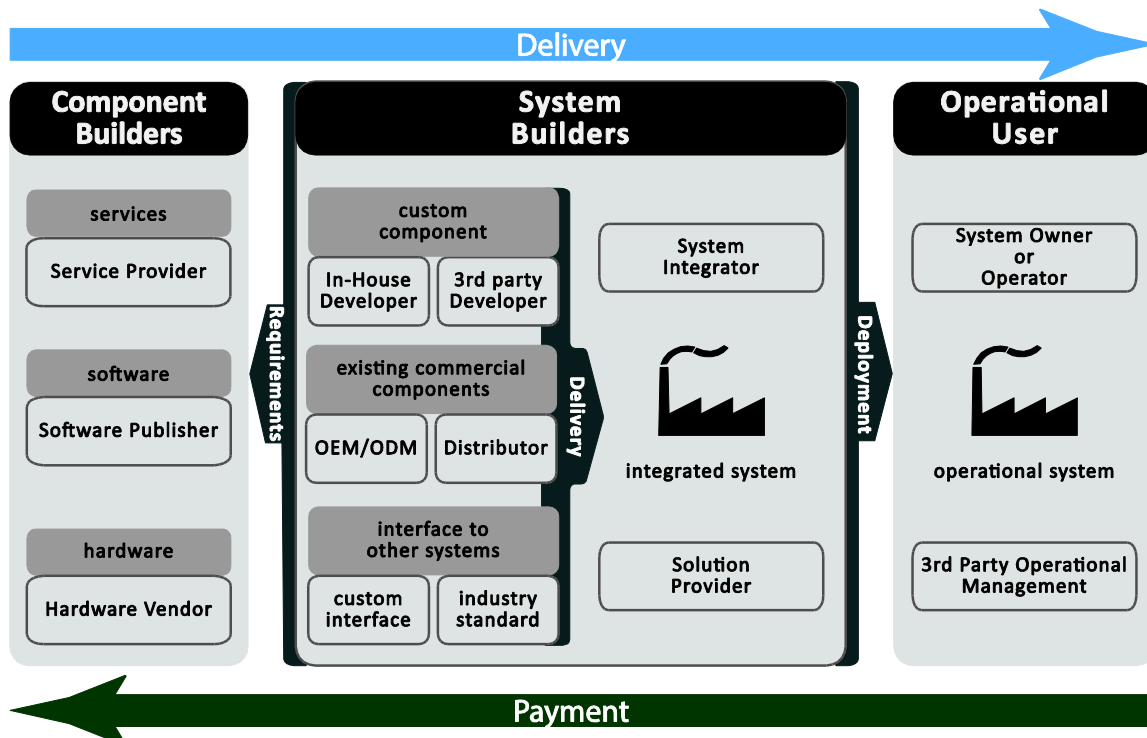 Delivery
Component
Builders
services
Service Provider
software
Software Publisher
hardware
Hardware Vendor
Requirements
System
Builders
custom
component
In-House
Developer
3rd party
Developer
existing commercial
components
OEM/ODM
Distributor
interface to
other systems
custom
interface
industry
standard
Delivery
System
Integrator
integrated system
Solution
Provider
Deployment
Operational
User
System Owner
or
Operator
operational system
3rd Party Operational
Management
Payment